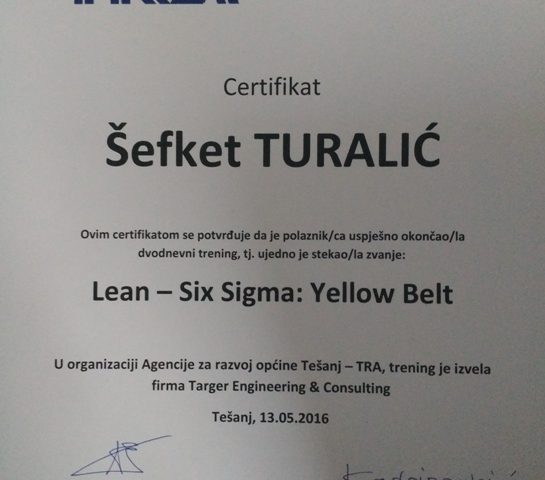 Certifikat
Šefket TURALIĆ
Ovim certifikatom se potvrđuje da je polaznik/ca uspješno okončao/la
dvodnevni trening, tj. ujedno je stekao/la zvanje:
Lean – Six Sigma: Yellow Belt
U organizaciji Agencije za razvoj općine Tešanj – TRA, trening je izvela
firma Targer Engineering & Consulting
Tešanj, 13.05.2016